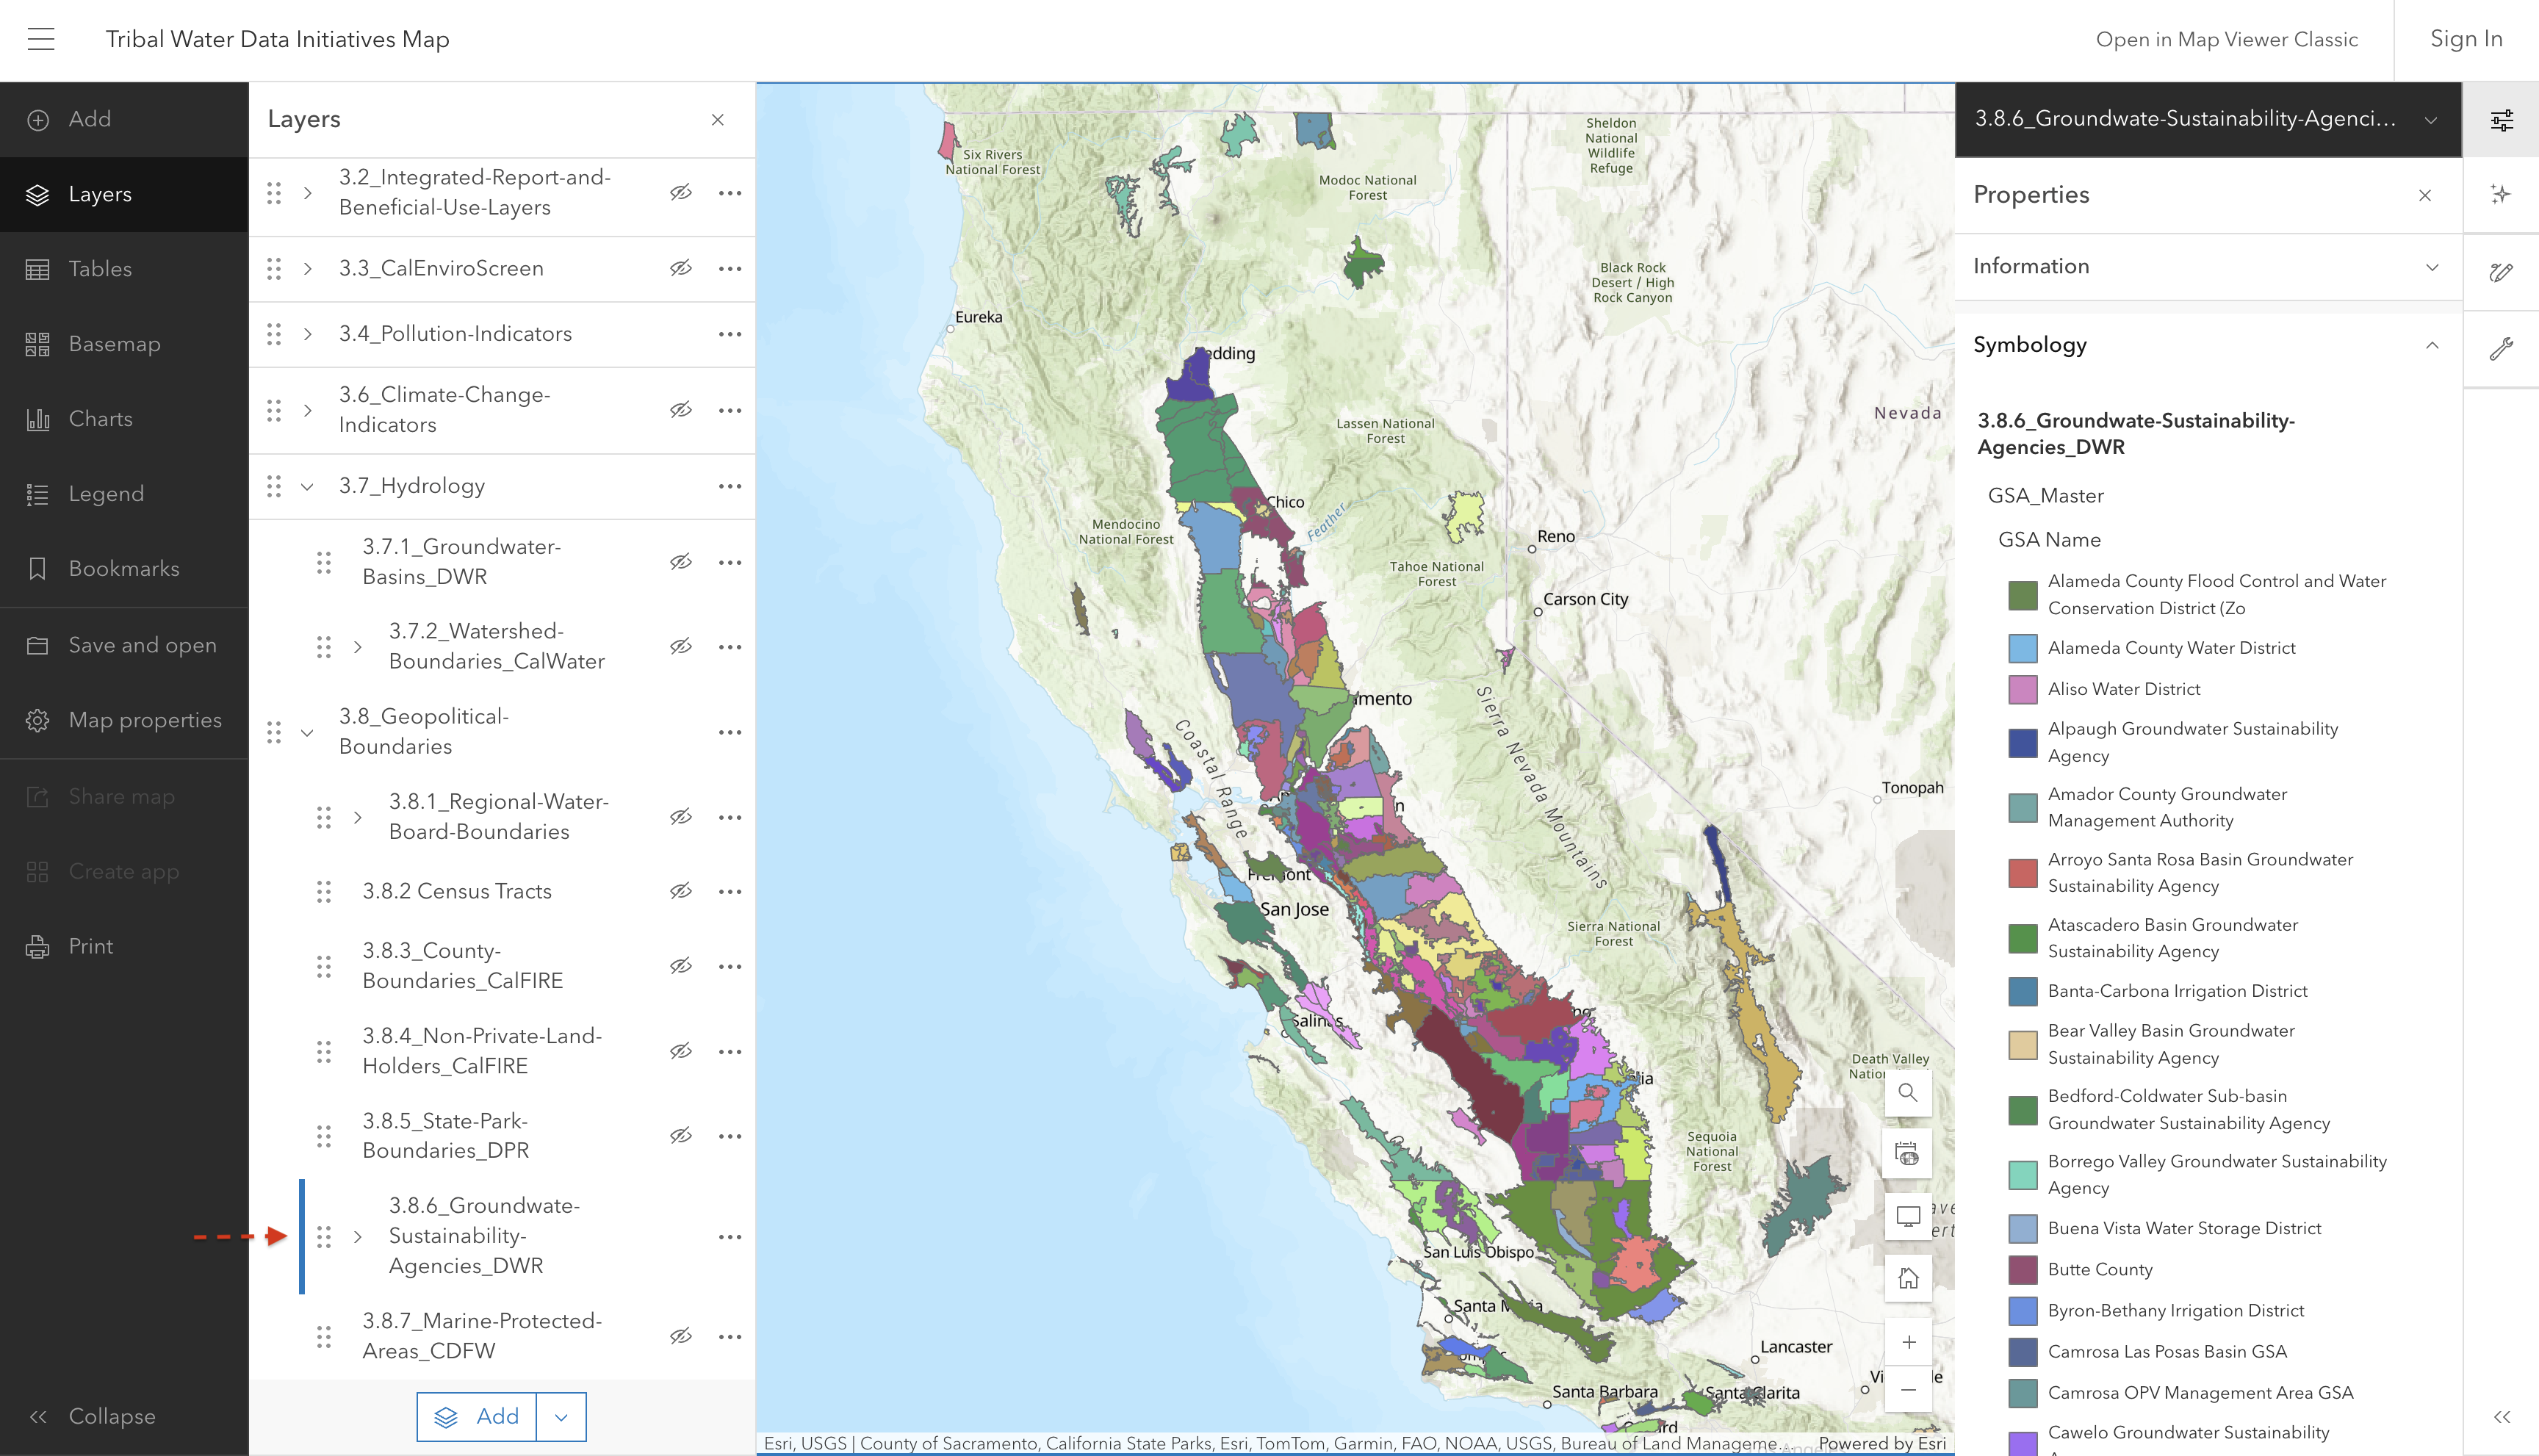 Tribal Water Data Initiatives Map
Open in Map Viewer Classic
Sign In
Add
Layers
Tables
Basemap
Charts
Legend
Bookmarks
Save and open
Map properties
Share map
Create app
Print
Collapse
Layers
3.2_Integrated-Report-and-
Beneficial-Use-Layers
3.3_CalEnviroScreen
3.4_Pollution-Indicators
3.6_Climate-Change-
Indicators
3.7_Hydrology
3.7.1_Groundwater-
Basins_DWR
3.7.2_Watershed-
Boundaries_CalWater
3.8_Geopolitical-
Boundaries
3.8.1_Regional-Water-
Board-Boundaries
3.8.2 Census Tracts
3.8.3_County-
Boundaries_CalFIRE
3.8.4_Non-Private-Land-
Holders_CalFIRE
3.8.5_State-Park-
Boundaries_DPR
3.8.6_Groundwate-
Sustainability-
Agencies_DWR
3.8.7_Marine-Protected-
Areas_CDFW
Add
Six Rivers
National Forest
Sheldon
National
Wildlife
Refuge
Modoc National
Forest
Black Rock
Desert / High
Rock Canyon
Eureka
edding
Nevada
Lassen National
Forest
Chico
Feather
Mendocino
National Forest
Reno
Tahoe National
Forest
Carson City
amento
Coastal Range
Sierra Nevada Mountains
Tonopah
Fremont
San Jose
Sierra National
Forest
Salinas
no
Death Valley
Nation
lia
Sequoia
National
Forest
San Luis Obispo
Santa M ia
Lancaster
Santa Barbara
Santa Clarita
Vi le
ard
Esri, USGS | County of Sacramento, California State Parks, Esri, TomTom, Garmin, FAO, NOAA, USGS, Bureau of Land Manageme...
Powered by Esri
3.8.6_Groundwate-Sustainability-Agenci...
Properties
Information
Symbology
3.8.6_Groundwate-Sustainability-
Agencies_DWR
GSA_Master
GSA Name
Alameda County Flood Control and Water
Conservation District (Zo
Alameda County Water District
Aliso Water District
Alpaugh Groundwater Sustainability
Agency
Amador County Groundwater
Management Authority
Arroyo Santa Rosa Basin Groundwater
Sustainability Agency
Atascadero Basin Groundwater
Sustainability Agency
Banta-Carbona Irrigation District
Bear Valley Basin Groundwater
Sustainability Agency
Bedford-Coldwater Sub-basin
Groundwater Sustainability Agency
Borrego Valley Groundwater Sustainability
Agency
Buena Vista Water Storage District
Butte County
Byron-Bethany Irrigation District
Camrosa Las Posas Basin GSA
Camrosa OPV Management Area GSA
Cawelo Groundwater Sustainability